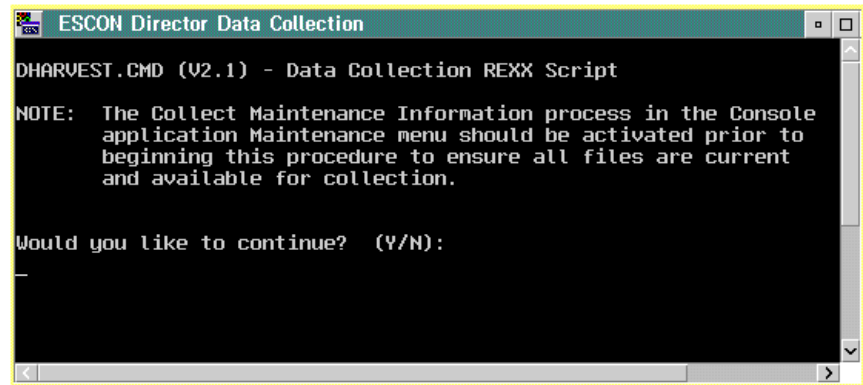 ESCON Director Data Collection
DHARVEST.CMD (V2.1) - Data Collection REXX Script
NOTE: The Collect Maintenance Information process in the Console
application Maintenance menu should be activated prior to
beginning this procedure to ensure all files are current
and available for collection.
Would you like to continue? (Y/N):
_